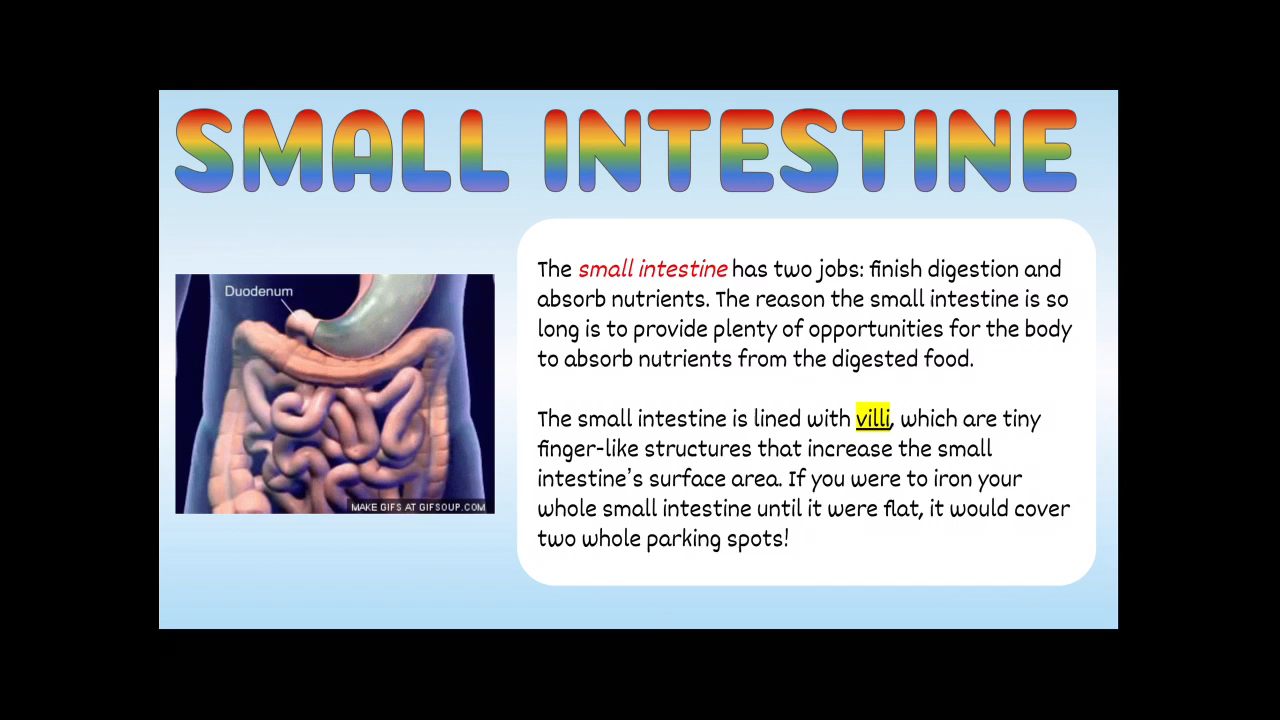 SMALL INTESTINE
Duodenum
MAKE GIFS AT GIFSOUP.COM
The small intestine has two jobs: finish digestion and
absorb nutrients. The reason the small intestine is so
long is to provide plenty of opportunities for the body
to absorb nutrients from the digested food.
The small intestine is lined with villi, which are tiny
finger-like structures that increase the small
intestine's surface area. If you were to iron your
whole small intestine until it were flat, it would cover
two whole parking spots!